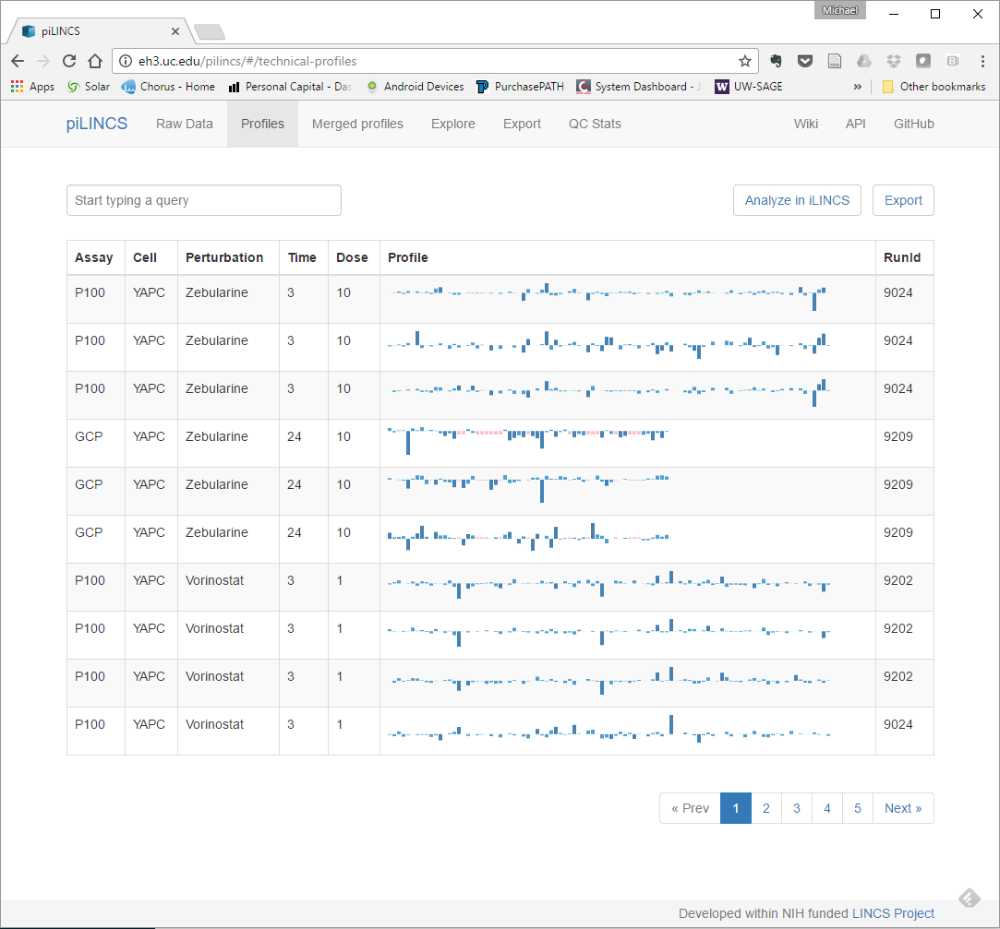 Michael
piLINCS
eh3.uc.edu/pilincs/#/technical-profiles
Apps Solar Chorus - Home Personal Capital - Das Android Devices PurchasePATH System Dashboard - UW-SAGE » Other bookmarks
piLINCS Raw Data Profiles Merged profiles Explore Export QC Stats Wiki API GitHub
Start typing a query Analyze in iLINCS Export
Assay Cell Perturbation Time Dose Profile RunId
P100 YAPC Zebularine 3 10 9024
P100 YAPC Zebularine 3 10 9024
P100 YAPC Zebularine 3 10 9024
GCP YAPC Zebularine 24 10 9209
GCP YAPC Zebularine 24 10 9209
GCP YAPC Zebularine 24 10 9209
P100 YAPC Vorinostat 3 1 9202
P100 YAPC Vorinostat 3 1 9202
P100 YAPC Vorinostat 3 1 9202
P100 YAPC Vorinostat 3 1 9024
« Prev 1 2 3 4 5 Next »
Developed within NIH funded LINCS Project